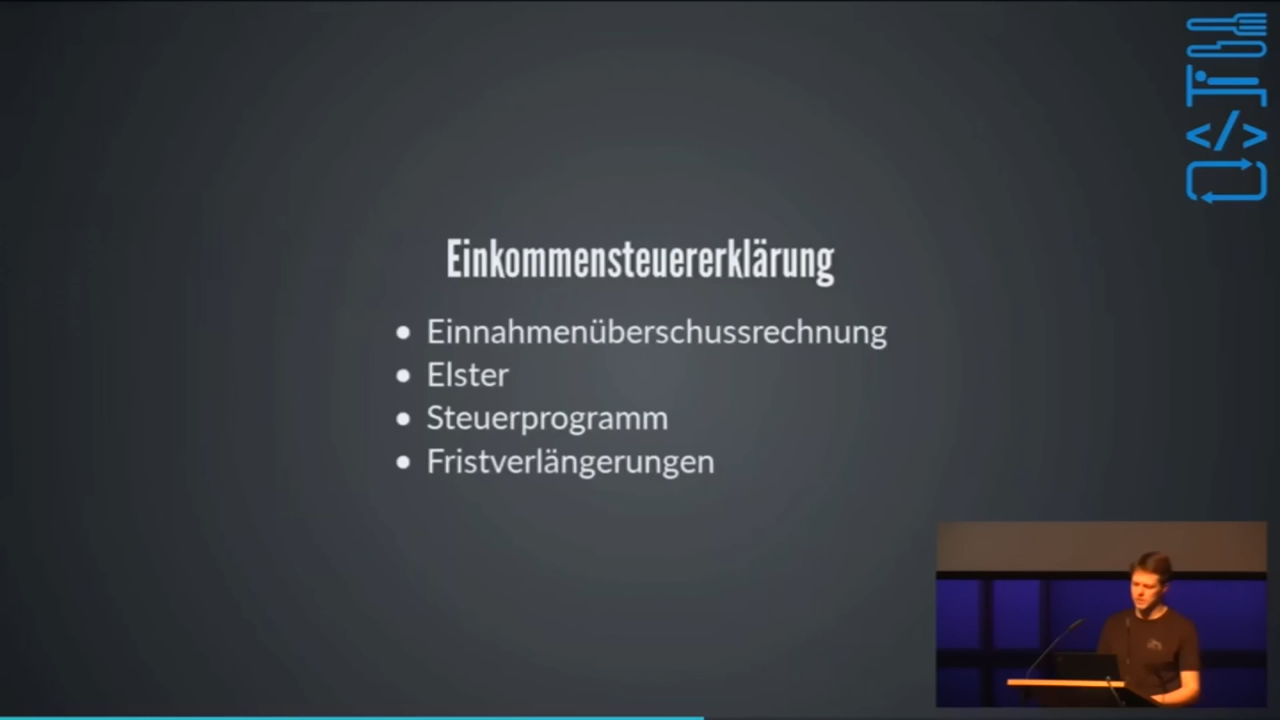 Einkommensteuererklärung
Einnahmenüberschussrechnung
Elster
Steuerprogramm
Fristverlängerungen